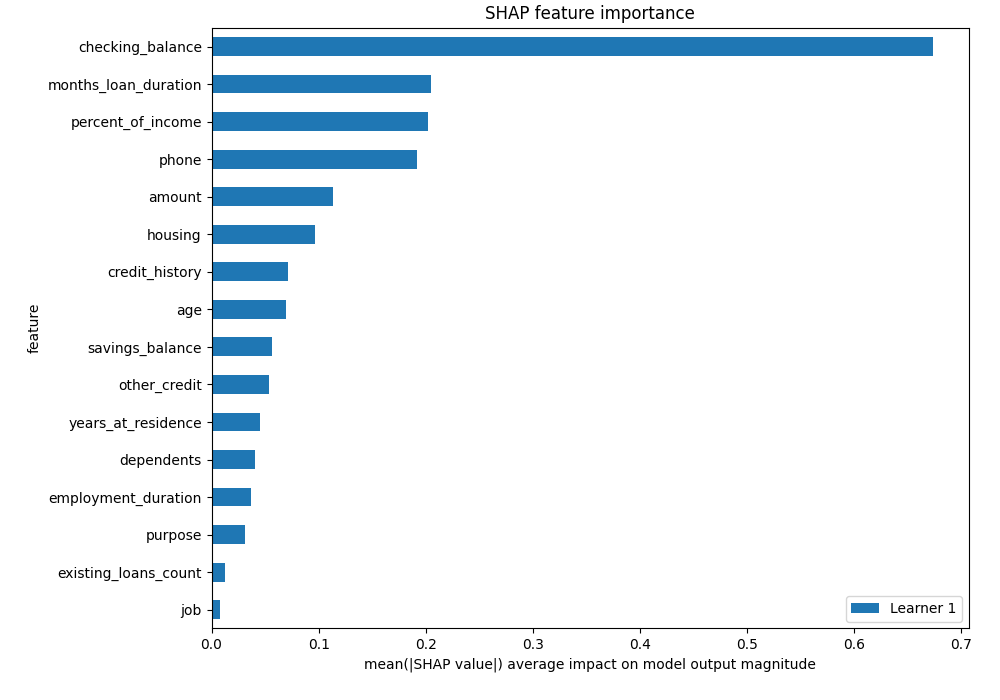 SHAP feature importance
checking_balance
months_loan_duration
percent_of_income
phone
amount
housing
credit_history
age
savings_balance
other_credit
years_at_residence
dependents
employment_duration
purpose
existing_loans_count
job
feature
Learner 1
0.0 0.1 0.2 0.3 0.4 0.5 0.6 0.7
mean(|SHAP value|) average impact on model output magnitude